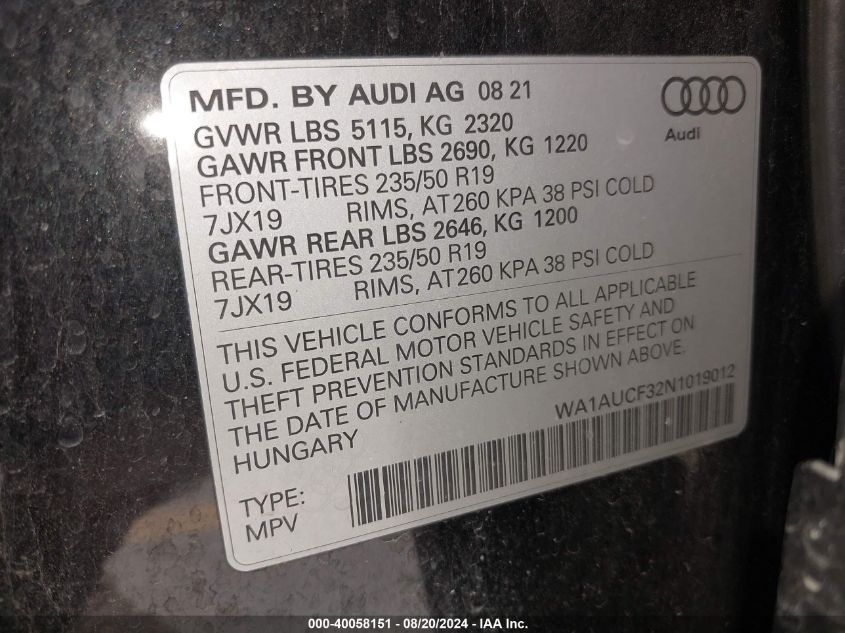 MFD. BY AUDI AG 08 21
Audi
GVWR LBS 5115, KG 2320
GAWR FRONT LBS 2690, KG 1220
FRONT-TIRES 235/50 R19
7JX19 RIMS, AT 260 KPA 38 PSI COLD
GAWR REAR LBS 2646, KG 1200
REAR-TIRES 235/50 R19
7JX19 RIMS, AT 260 KPA 38 PSI COLD
THIS VEHICLE CONFORMS TO ALL APPLICABLE
U.S. FEDERAL MOTOR VEHICLE SAFETY AND
THEFT PREVENTION STANDARDS IN EFFECT ON
THE DATE OF MANUFACTURE SHOWN ABOVE.
HUNGARY
WA1AUCF32N1019012
TYPE:
MPV
000-40058151 - 08/20/2024 - IAA Inc.